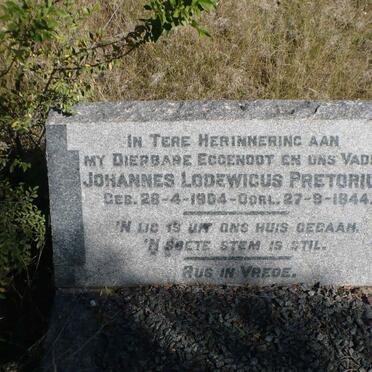 IN TERE HERINNERING AAN
MY DIERBARE EGGENOOT EN ONS VADE
JOHANNES LODEWICUS PRETORIU
GEB. 28-4-1904 - OORL. 27-9-1944.
'N LIG IS UIT ONS HUIS GEGAAN.
'N SOETE STEM IS STIL.
RUS IN VREDE.